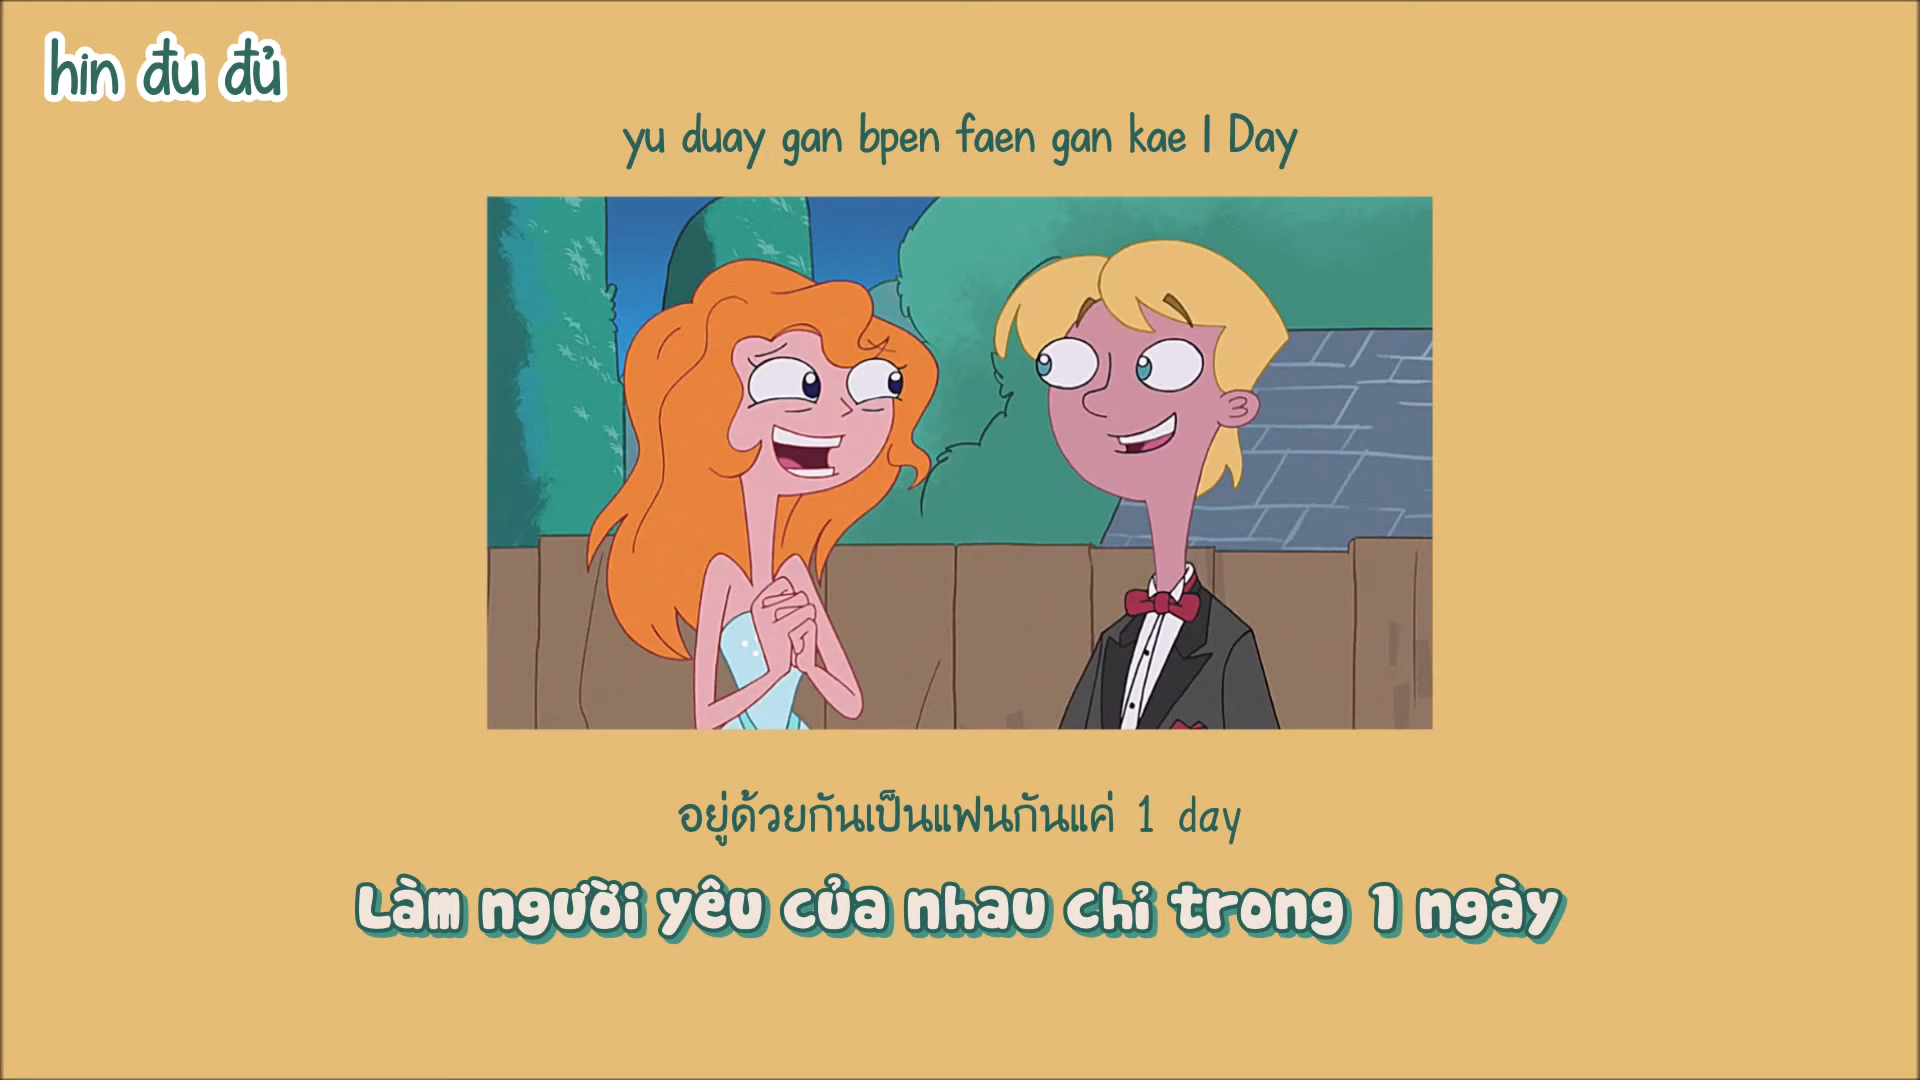 hin đu đủ
yu duay gan bpen faen gan kae 1 Day
อยู่ด้วยกันเป็นแฟนกันแค่ 1 day
Làm người yêu của nhau chỉ trong 1 ngày